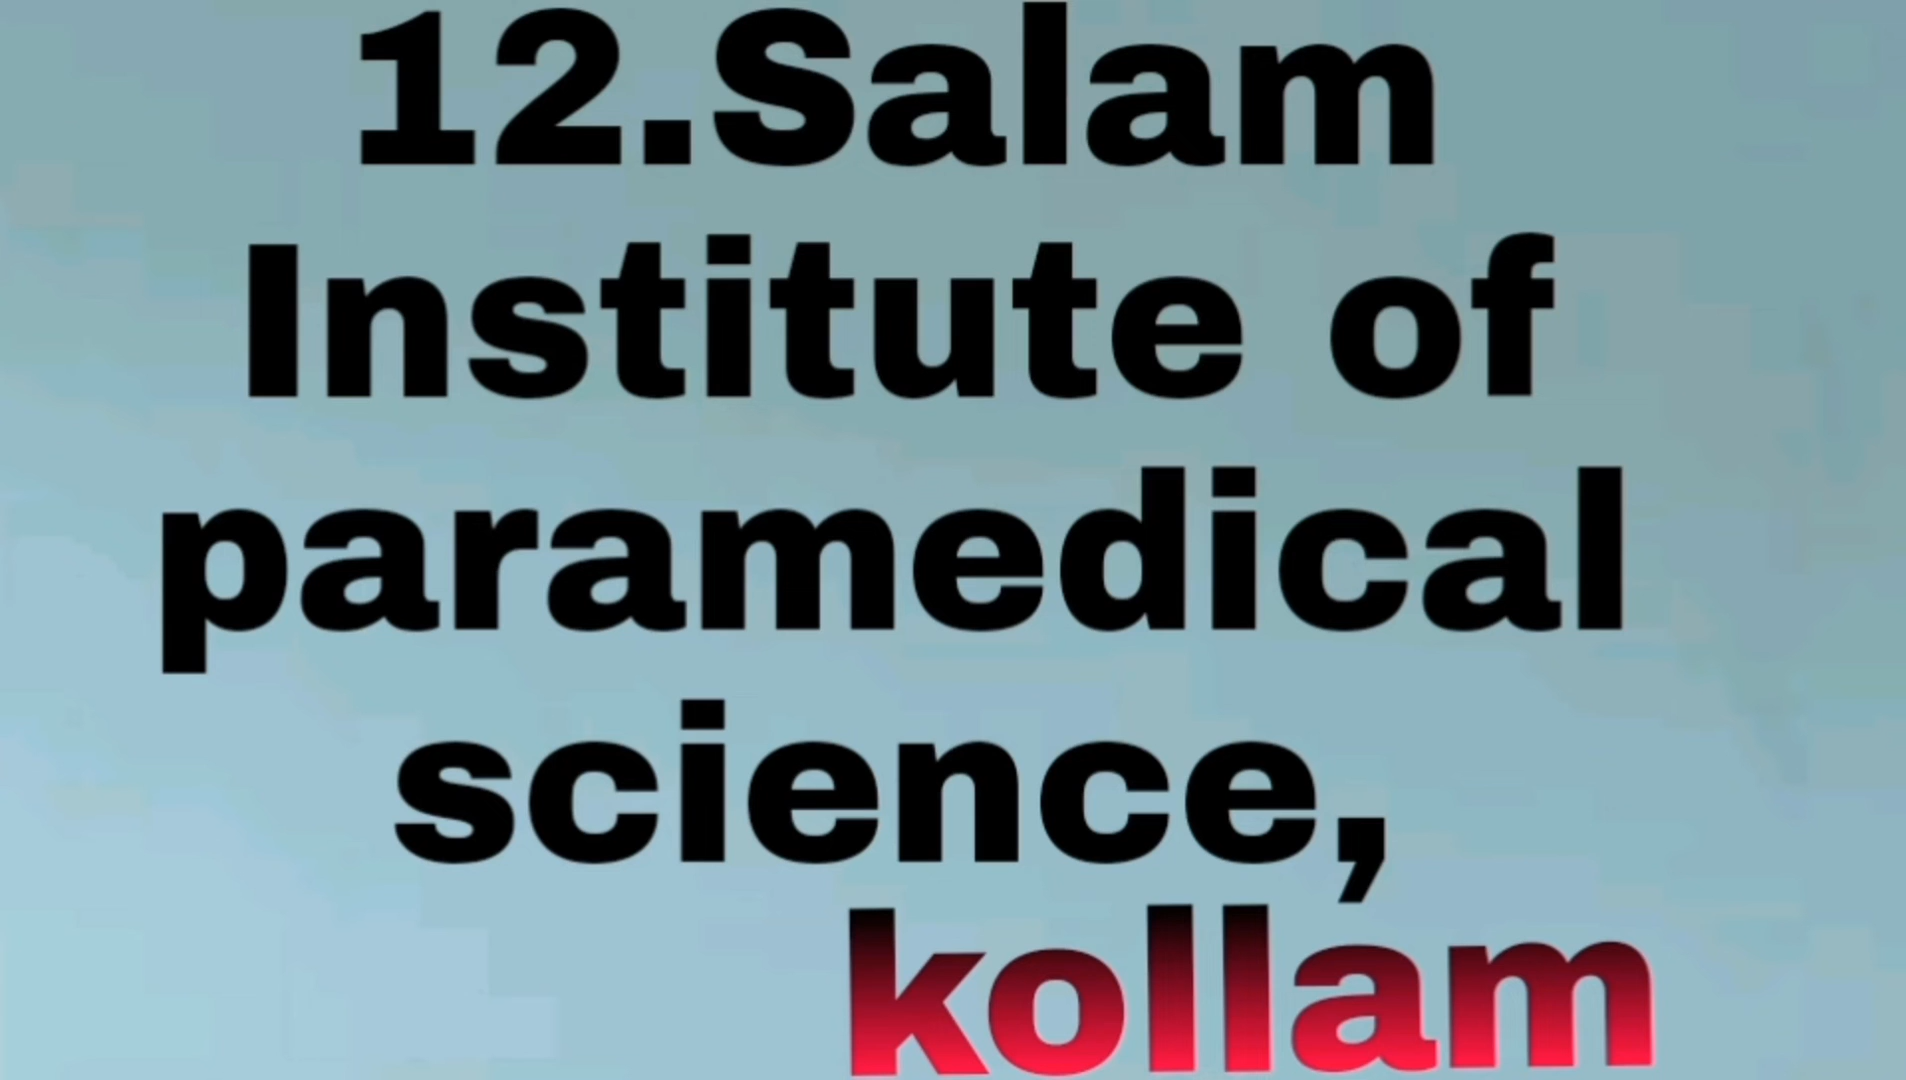 12.Salam
Institute of
paramedical
science,
kollam